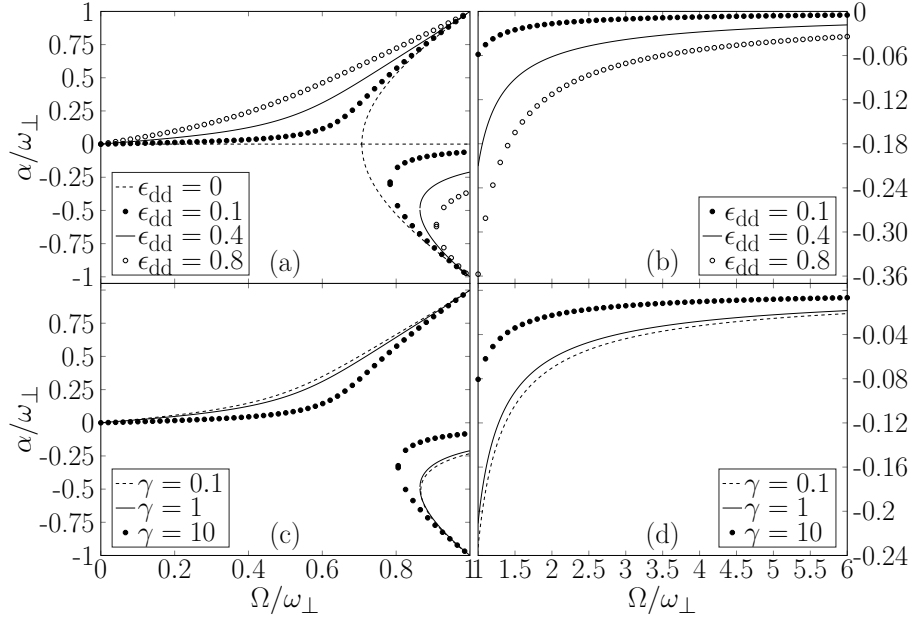 1
0.75
0.5
0.25
0
-0.25
-0.5
-0.75
-1
α/ω⊥
ϵdd = 0
ϵdd = 0.1
ϵdd = 0.4
ϵdd = 0.8
(a)
0
-0.06
-0.12
-0.18
-0.24
-0.30
-0.36
ϵdd = 0.1
ϵdd = 0.4
ϵdd = 0.8
(b)
0.75
0.5
0.25
0
-0.25
-0.5
-0.75
-1
α/ω⊥
γ = 0.1
γ = 1
γ = 10
(c)
0 0.2 0.4 0.6 0.8 1
Ω/ω⊥
-0.04
-0.08
-0.12
-0.16
-0.2
-0.24
γ = 0.1
γ = 1
γ = 10
(d)
1 1.5 2 2.5 3 3.5 4 4.5 5 5.5 6
Ω/ω⊥